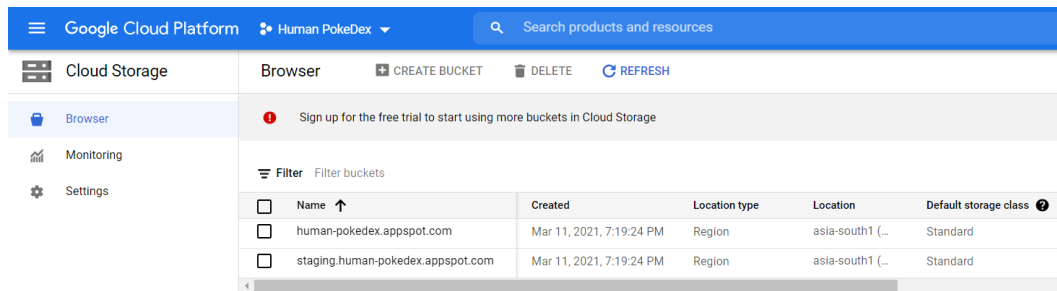 Google Cloud Platform Human PokeDex Search products and resources
Cloud Storage Browser CREATE BUCKET DELETE REFRESH
Browser
Monitoring
Settings
Sign up for the free trial to start using more buckets in Cloud Storage
Filter Filter buckets
Name Created Location type Location Default storage class ?
human-pokedex.appspot.com Mar 11, 2021, 7:19:24 PM Region asia-south1 (... Standard
staging.human-pokedex.appspot.com Mar 11, 2021, 7:19:24 PM Region asia-south1 (... Standard